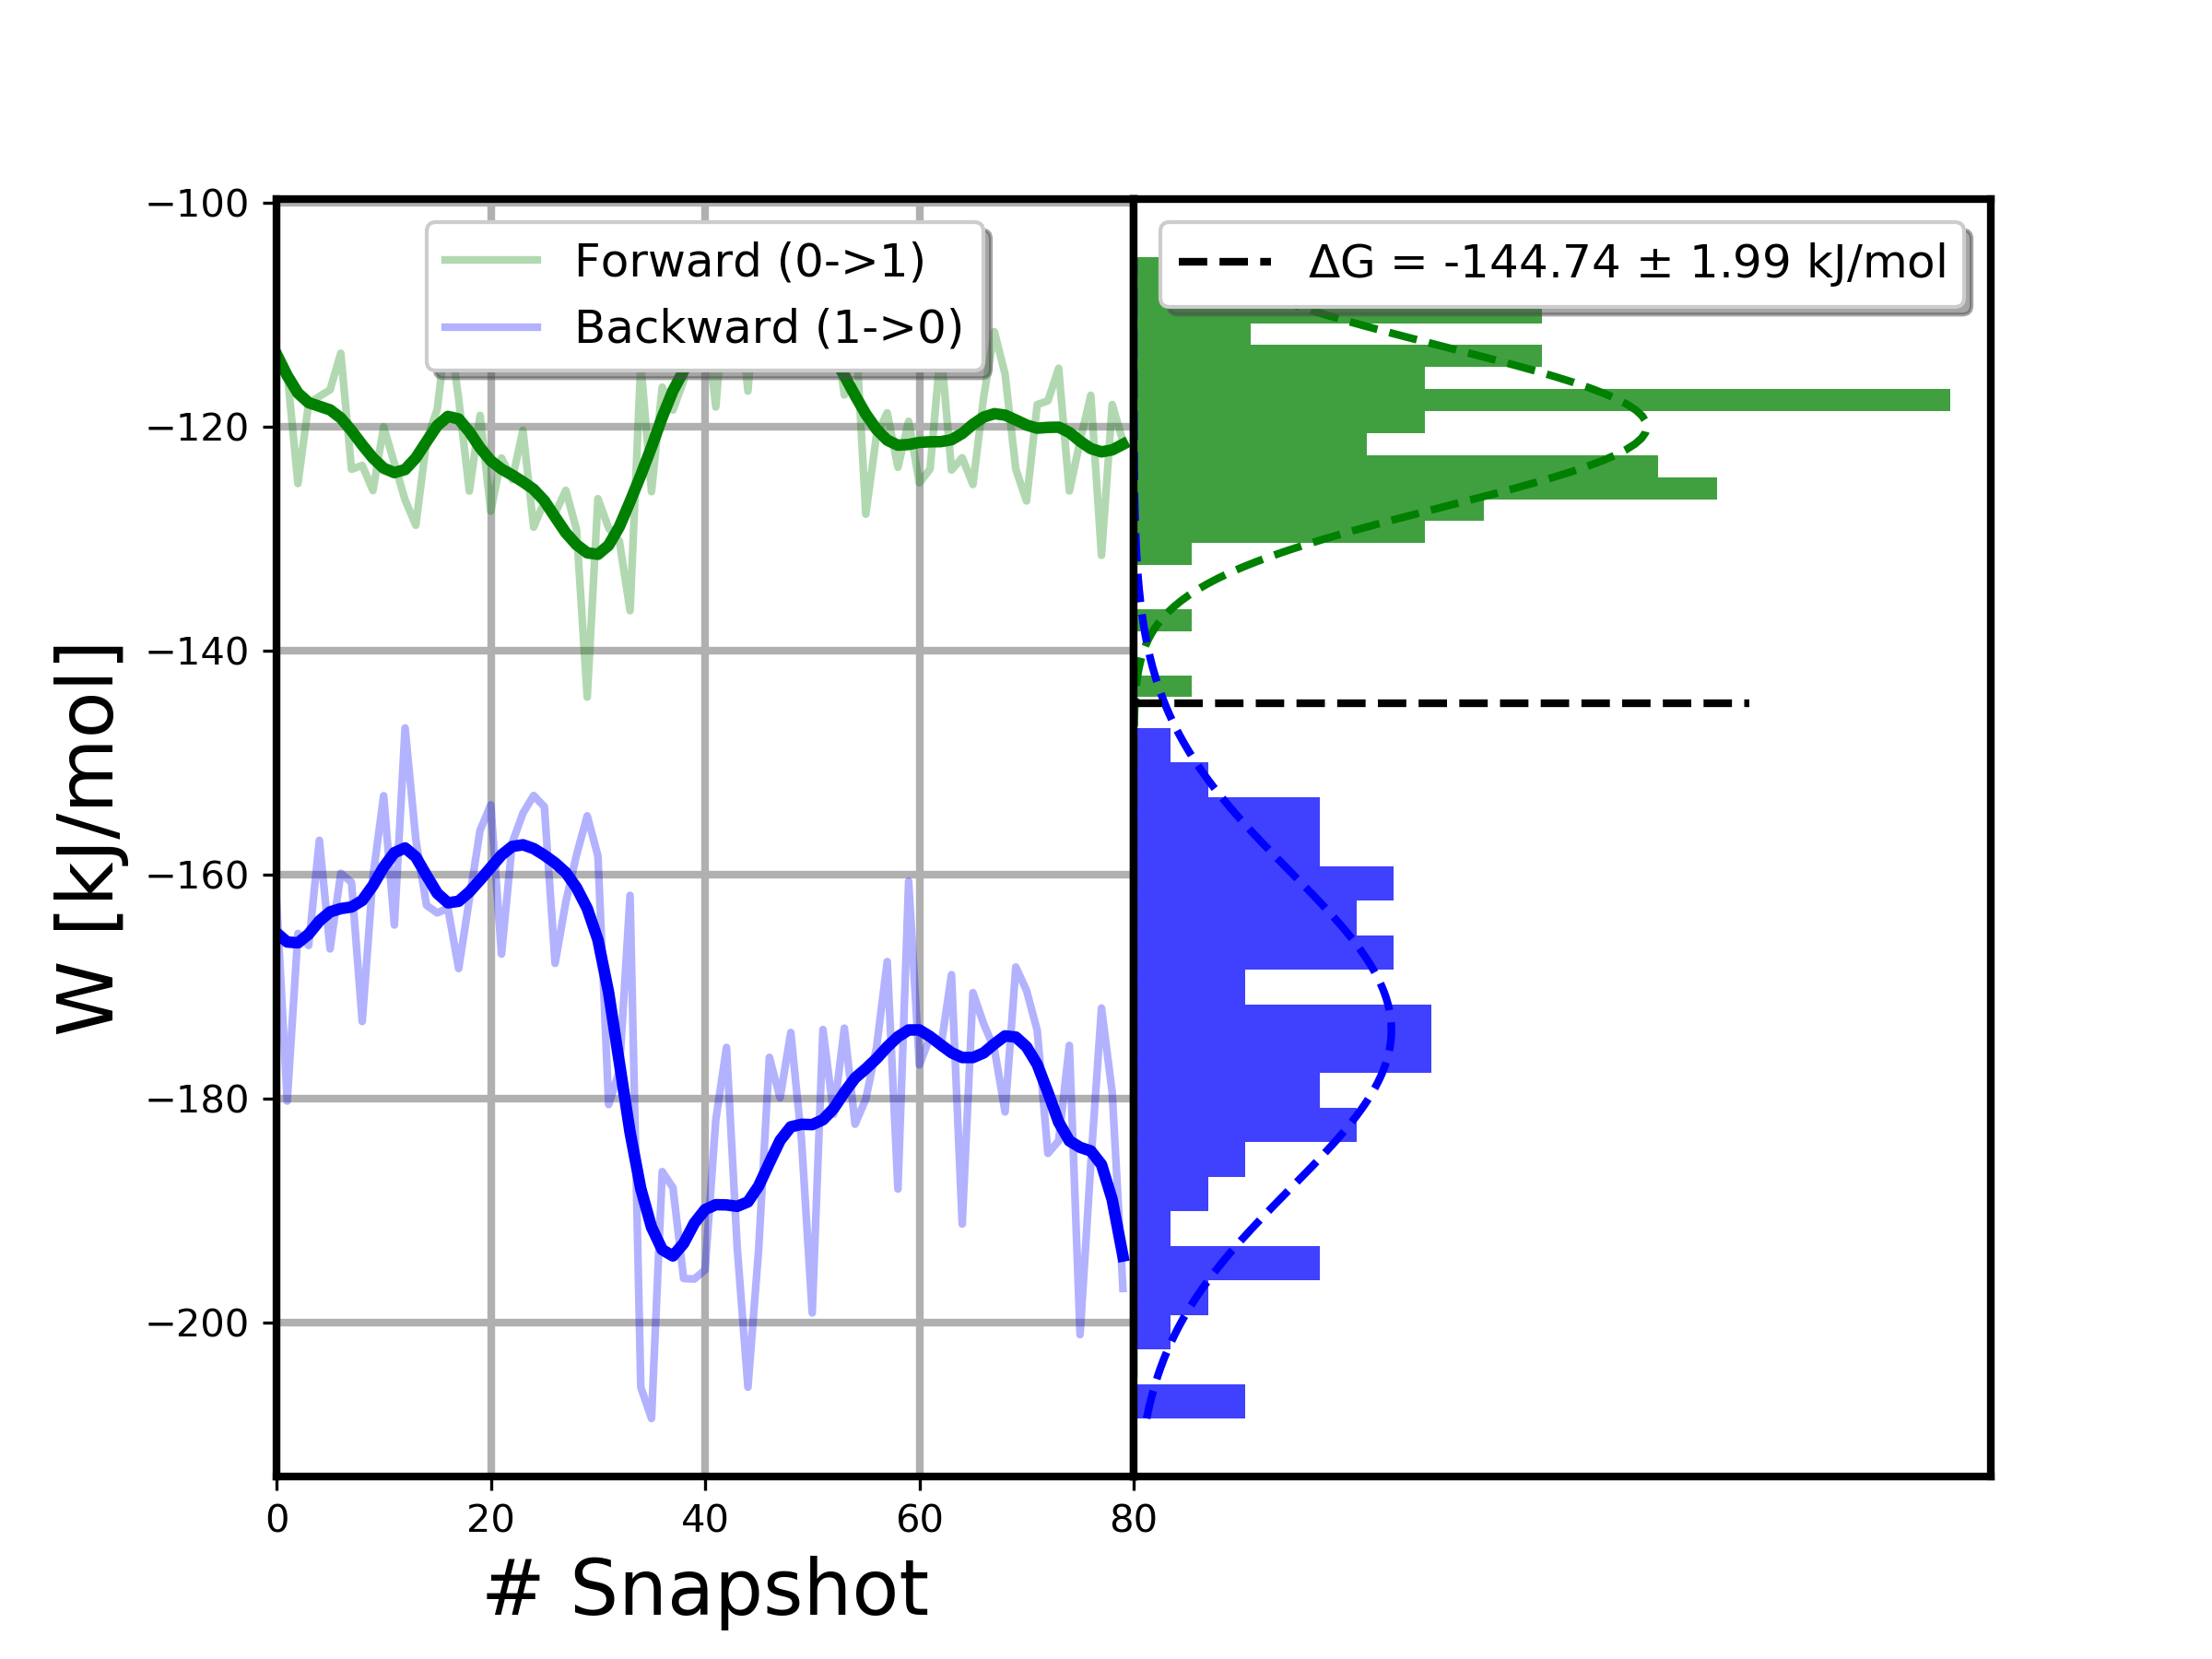 Forward (0->1)
Backward (1->0)
ΔG = -144.74 ± 1.99 kJ/mol
W [kJ/mol]
−100
−120
−140
−160
−180
−200
0 20 40 60 80
# Snapshot